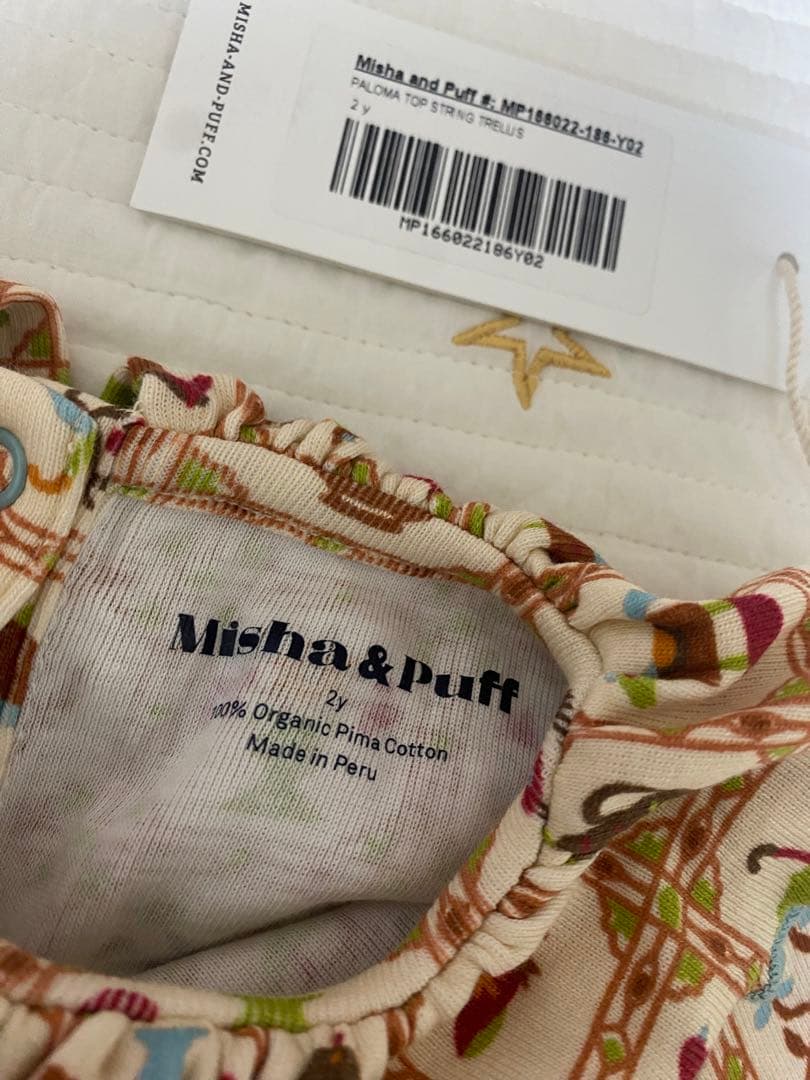 MISHA-AND-PUFF.COM
Misha and Puff #: MP166022-186-Y02
PALOMA TOP STRING TRELLIS
2 y
MP166022186Y02
Misha & Puff
2y
100% Organic Pima Cotton
Made in Peru